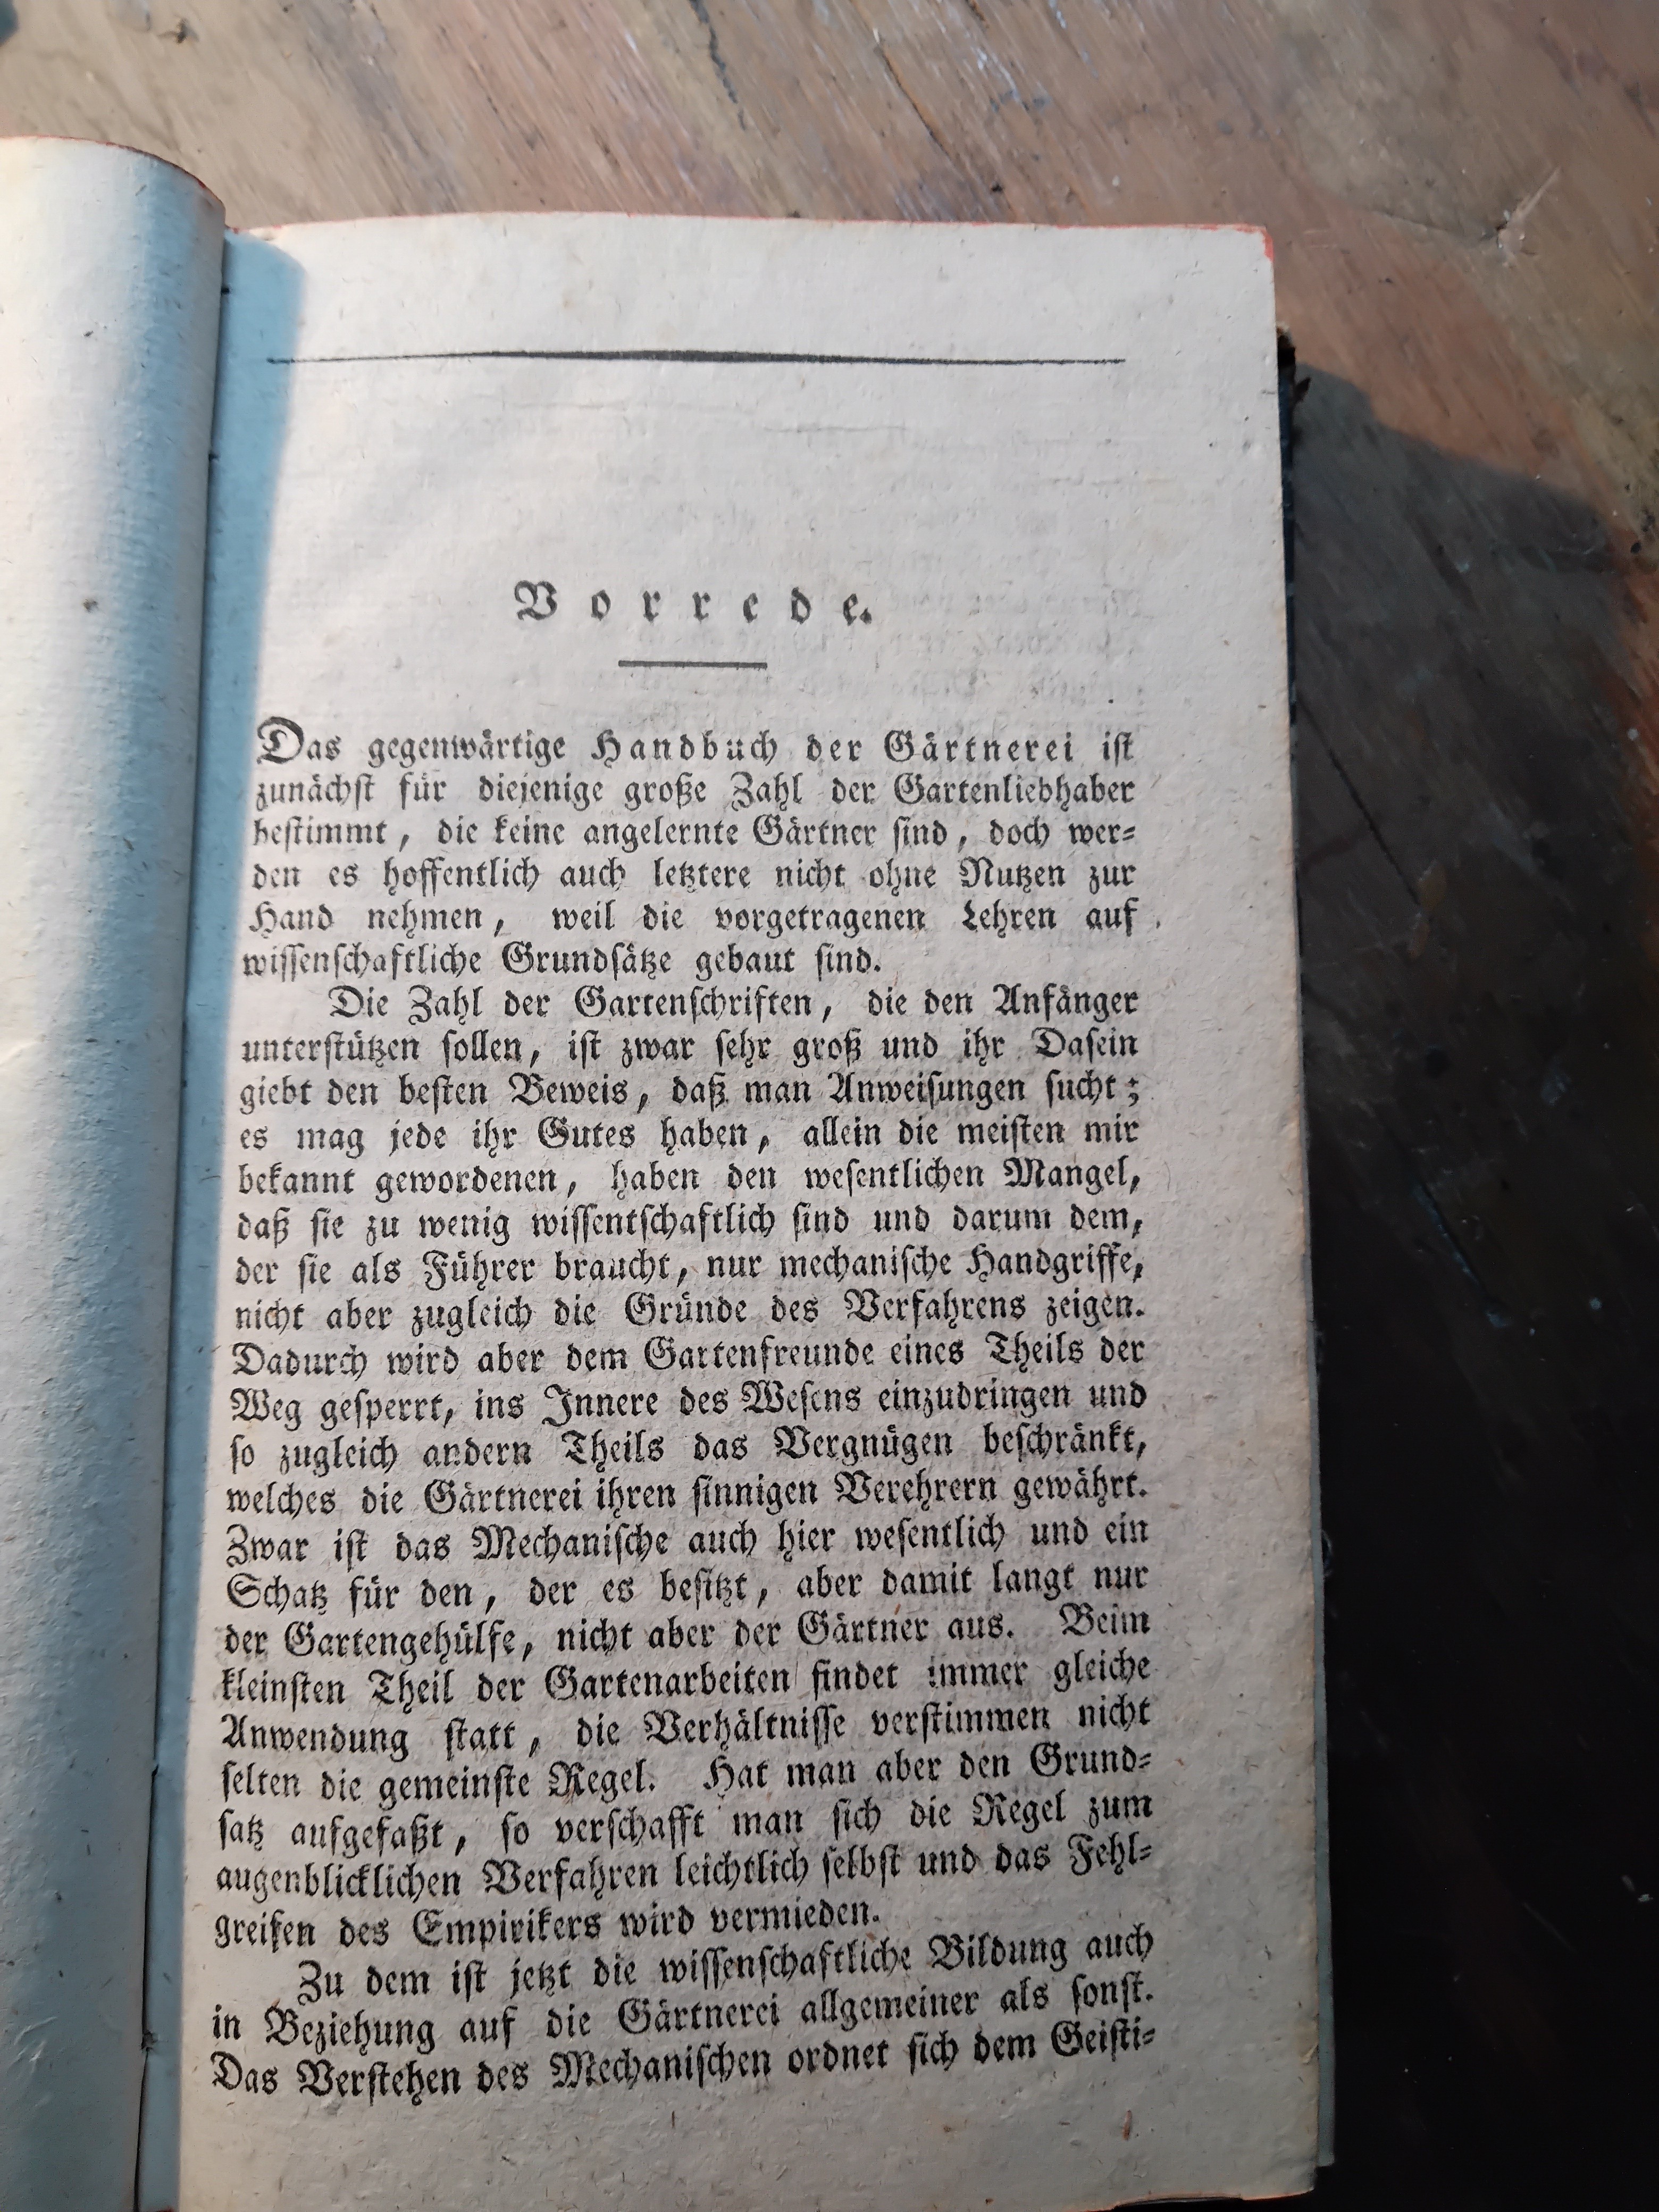 Vorrede.
Das gegenwärtige Handbuch der Gärtnerei ist
zunächst für diejenige große Zahl der Gartenliebhaber
bestimmt, die keine angelernte Gärtner sind, doch wer-
den es hoffentlich auch letztere nicht ohne Nutzen zur
Hand nehmen, weil die vorgetragenen Lehren auf
wissenschaftliche Grundsätze gebaut sind.
Die Zahl der Gartenschriften, die den Anfänger
unterstützen sollen, ist zwar sehr groß und ihr Dasein
giebt den besten Beweis, daß man Anweisungen sucht;
es mag jede ihr Gutes haben, allein die meisten mir
bekannt gewordenen, haben den wesentlichen Mangel,
daß sie zu wenig wissentschaftlich sind und darum dem,
der sie als Führer braucht, nur mechanische Handgriffe,
nicht aber zugleich die Gründe des Verfahrens zeigen.
Dadurch wird aber dem Gartenfreunde eines Theils der
Weg gesperrt, ins Innere des Wesens einzudringen und
so zugleich andern Theils das Vergnügen beschränkt,
welches die Gärtnerei ihren sinnigen Verehrern gewährt.
Zwar ist das Mechanische auch hier wesentlich und ein
Schatz für den, der es besitzt, aber damit langt nur
der Gartengehülfe, nicht aber der Gärtner aus. Beim
kleinsten Theil der Gartenarbeiten findet immer gleiche
Anwendung statt, die Verhältnisse verstimmen nicht
selten die gemeinste Regel. Hat man aber den Grund-
satz aufgefaßt, so verschafft man sich die Regel zum
augenblicklichen Verfahren leichtlich selbst und das Fehl-
greifen des Empirikers wird vermieden.
Zu dem ist jetzt die wissenschaftliche Bildung auch
in Beziehung auf die Gärtnerei allgemeiner als sonst.
Das Verstehen des Mechanischen ordnet sich dem Geisti-